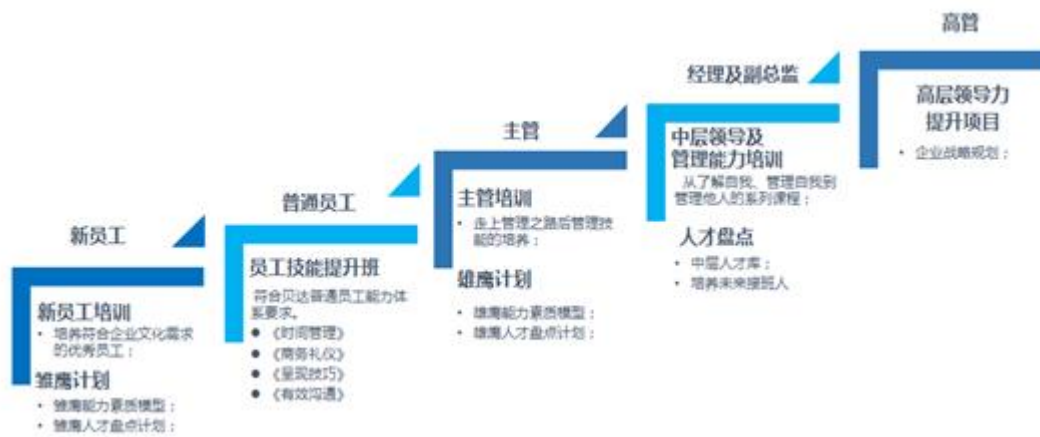 新员工
新员工培训
• 培养符合企业文化需求
的优秀员工；
雏鹰计划
• 雏鹰能力素质模型；
• 雏鹰人才盘点计划；
普通员工
员工技能提升班
符合贝达普通员工能力体
系要求。
● 《时间管理》
● 《商务礼仪》
● 《呈现技巧》
● 《有效沟通》
主管
主管培训
• 走上管理之路后管理技
能的培养；
雄鹰计划
• 雄鹰能力素质模型；
• 雄鹰人才盘点计划；
经理及副总监
中层领导及
管理能力培训
从了解自我、管理自我到
管理他人的系列课程；
人才盘点
• 中层人才库；
• 培养未来接班人
高管
高层领导力
提升项目
• 企业战略规划；